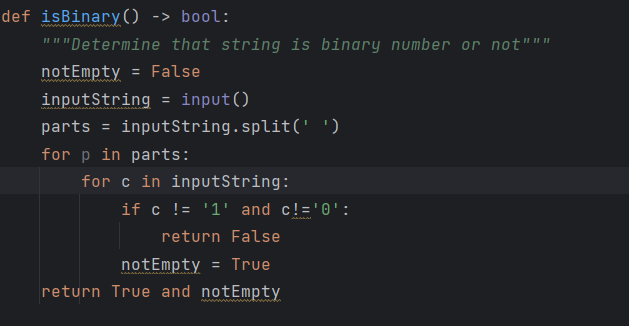 def isBinary() -> bool:
    """Determine that string is binary number or not"""
    notEmpty = False
    inputString = input()
    parts = inputString.split(' ')
    for p in parts:
        for c in inputString:
            if c != '1' and c!='0':
                return False
            notEmpty = True
    return True and notEmpty